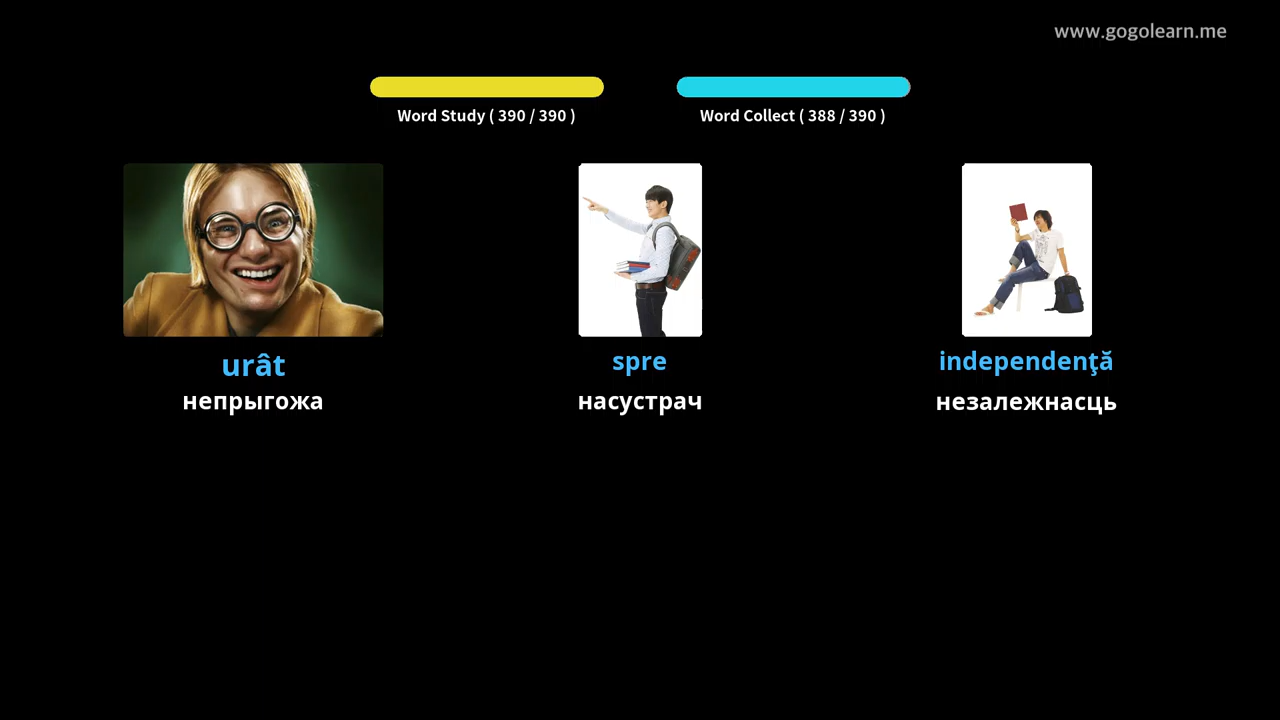 www.gogolearn.me
Word Study ( 390 / 390 )
Word Collect ( 388 / 390 )
urât
spre
independenţă
непрыгожа
насустрач
незалежнасць